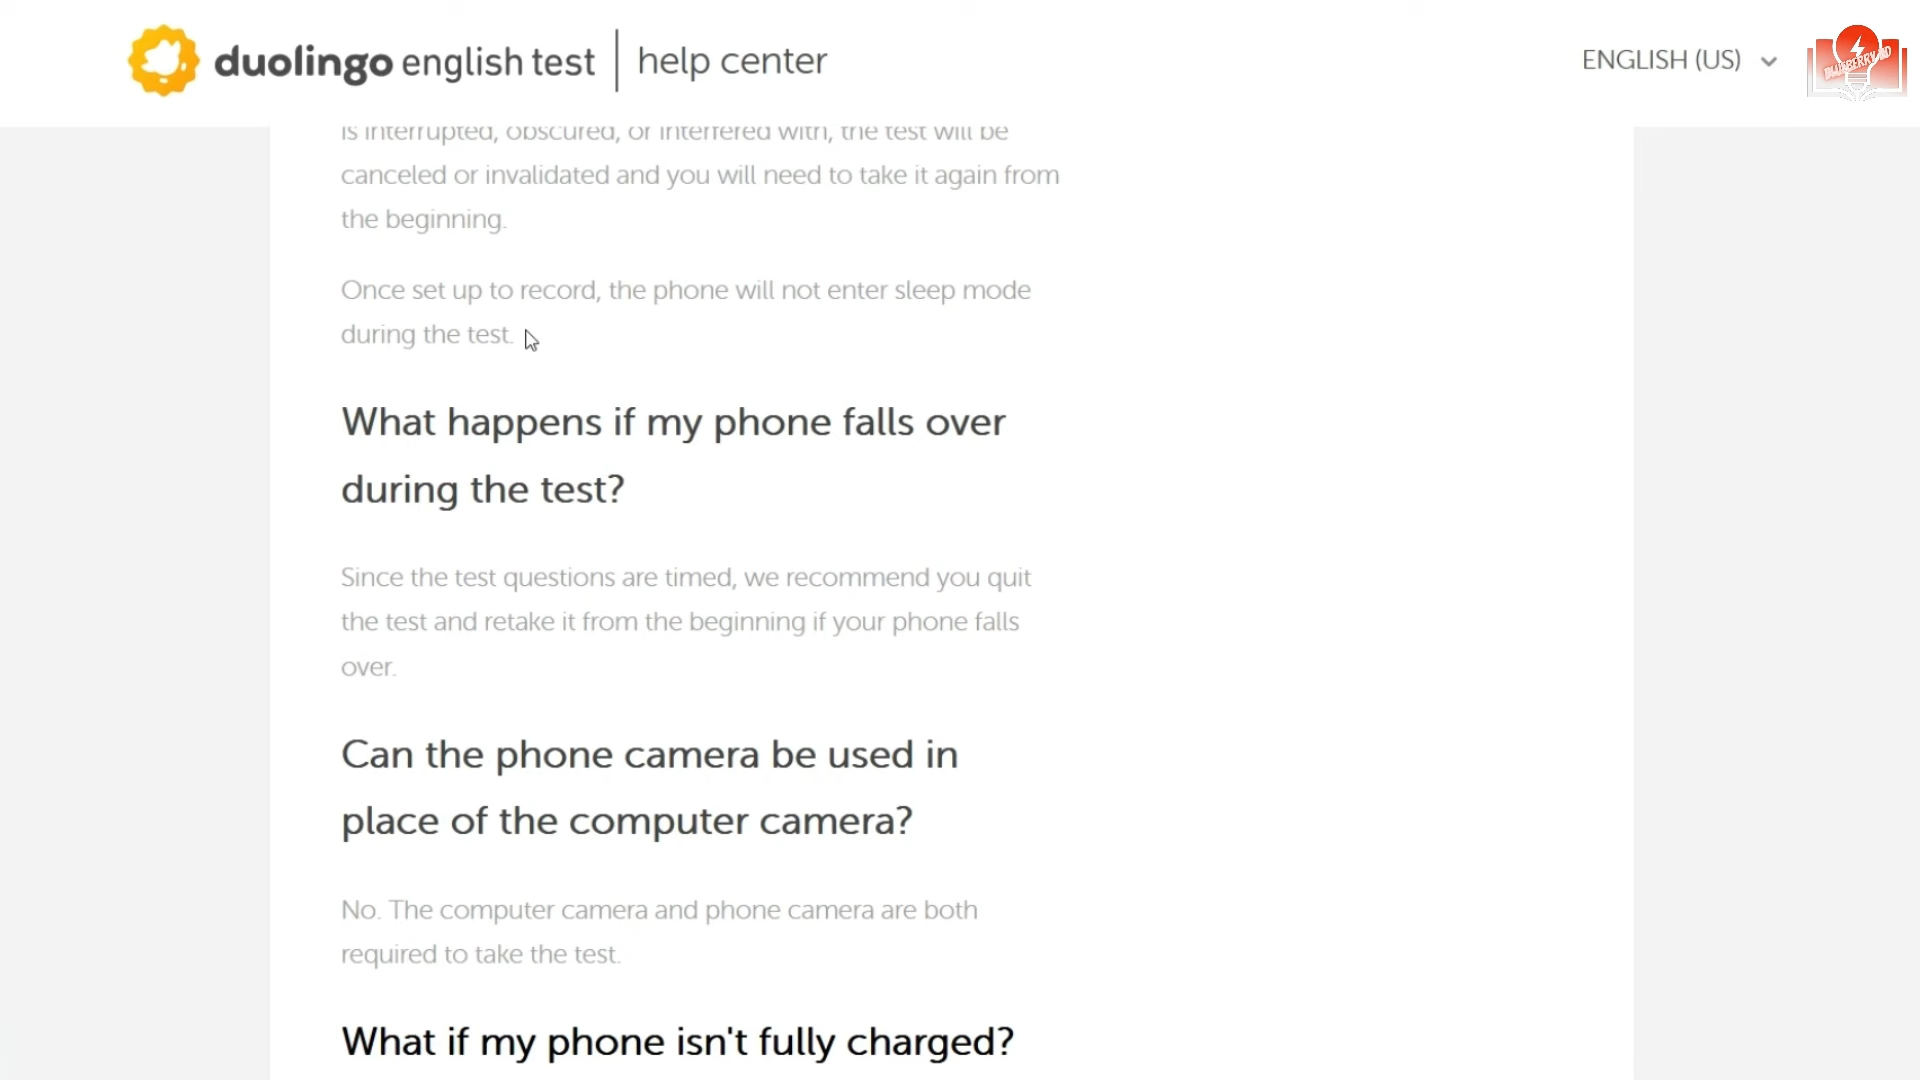 duolingo english test | help center
ENGLISH (US)
is interrupted, obscured, or interfered with, the test will be
canceled or invalidated and you will need to take it again from
the beginning.
Once set up to record, the phone will not enter sleep mode
during the test.
What happens if my phone falls over
during the test?
Since the test questions are timed, we recommend you quit
the test and retake it from the beginning if your phone falls
over.
Can the phone camera be used in
place of the computer camera?
No. The computer camera and phone camera are both
required to take the test.
What if my phone isn't fully charged?